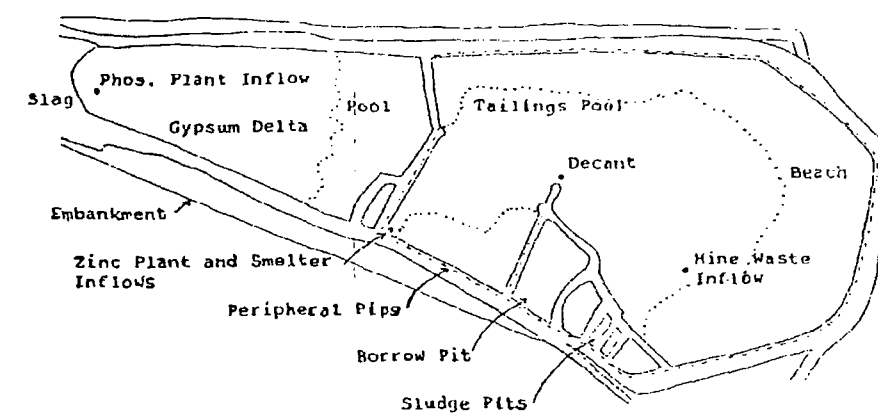 Phos. Plant Inflow
Slag
Gypsum Delta
Pool
Tailings Pool
Decant
Beach
Embankment
Zinc Plant and Smelter
Inflows
Mine Waste
Inflow
Peripheral Pipe
Borrow Pit
Sludge Pits